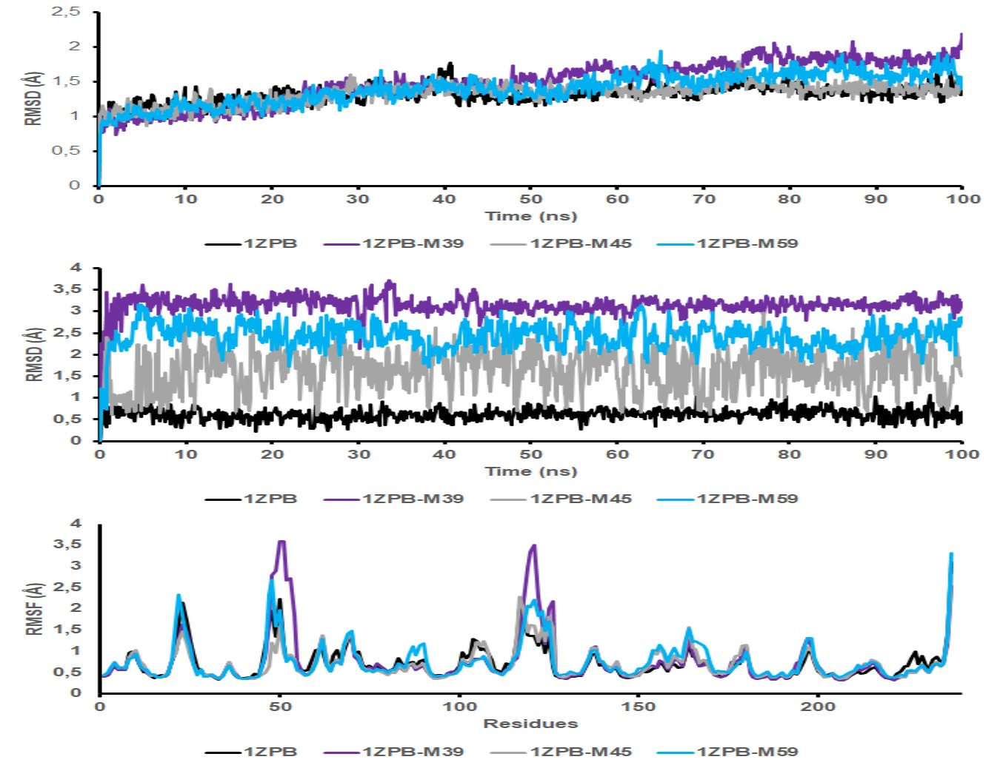 2,5
2
1,5
1
0,5
0
RMSD (Å)
0 10 20 30 40 50 60 70 80 90 100
Time (ns)
1ZPB 1ZPB-M39 1ZPB-M45 1ZPB-M59
4
3,5
3
2,5
2
1,5
1
0,5
0
RMSD (Å)
0 10 20 30 40 50 60 70 80 90 100
Time (ns)
1ZPB 1ZPB-M39 1ZPB-M45 1ZPB-M59
4
3,5
3
2,5
2
1,5
1
0,5
0
RMSF (Å)
0 50 100 150 200
Residues
1ZPB 1ZPB-M39 1ZPB-M45 1ZPB-M59